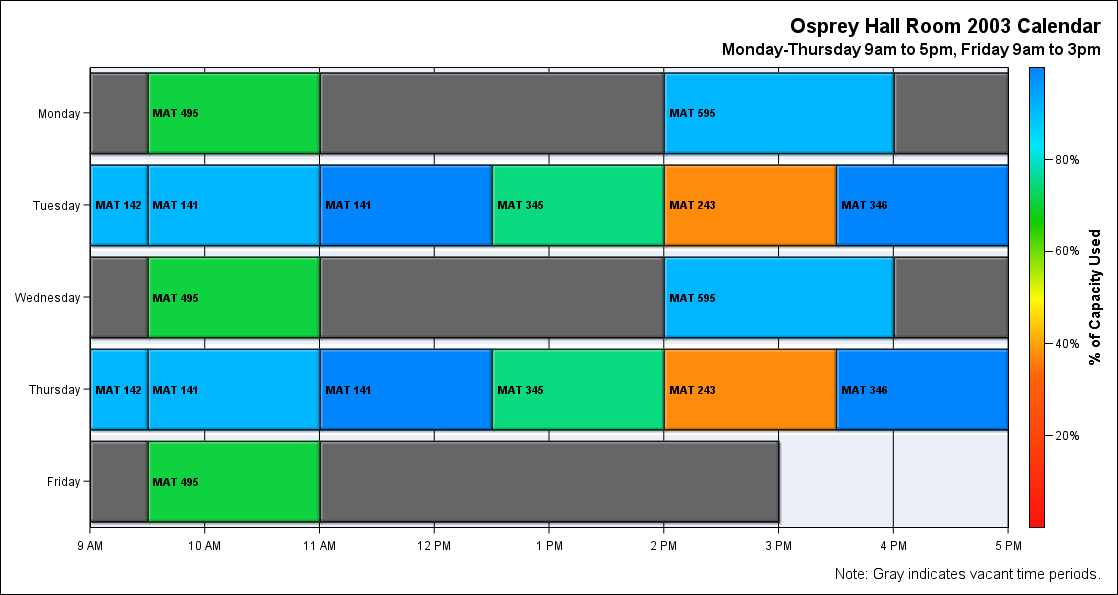 Osprey Hall Room 2003 Calendar
Monday-Thursday 9am to 5pm, Friday 9am to 3pm
Monday
MAT 495
MAT 595
Tuesday
MAT 142
MAT 141
MAT 141
MAT 345
MAT 243
MAT 346
Wednesday
MAT 495
MAT 595
Thursday
MAT 142
MAT 141
MAT 141
MAT 345
MAT 243
MAT 346
Friday
MAT 495
9 AM
10 AM
11 AM
12 PM
1 PM
2 PM
3 PM
4 PM
5 PM
80%
60%
40%
20%
% of Capacity Used
Note: Gray indicates vacant time periods.